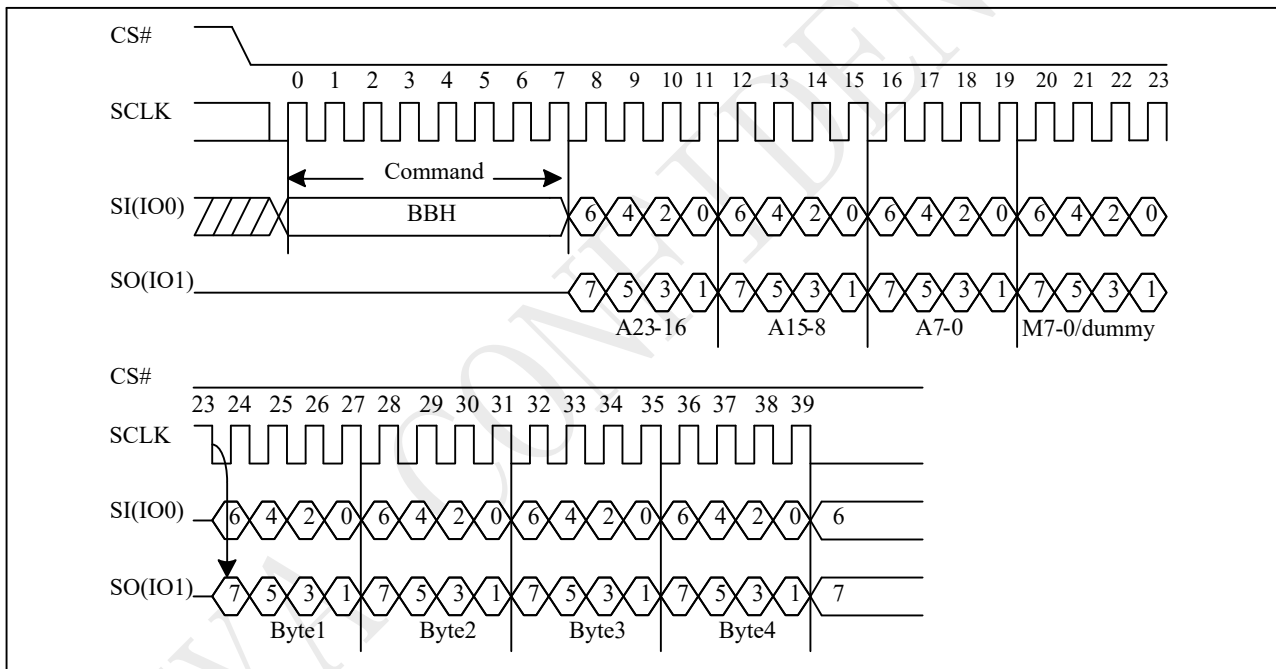 CS#
0 1 2 3 4 5 6 7 8 9 10 11 12 13 14 15 16 17 18 19 20 21 22 23
SCLK
Command
SI(IO0) BBH 6 4 2 0 6 4 2 0 6 4 2 0 6 4 2 0
SO(IO1) 7 5 3 1 7 5 3 1 7 5 3 1 7 5 3 1
A23-16 A15-8 A7-0 M7-0/dummy
CS#
23 24 25 26 27 28 29 30 31 32 33 34 35 36 37 38 39
SCLK
SI(IO0) 6 4 2 0 6 4 2 0 6 4 2 0 6 4 2 0 6
SO(IO1) 7 5 3 1 7 5 3 1 7 5 3 1 7 5 3 1 7
Byte1 Byte2 Byte3 Byte4